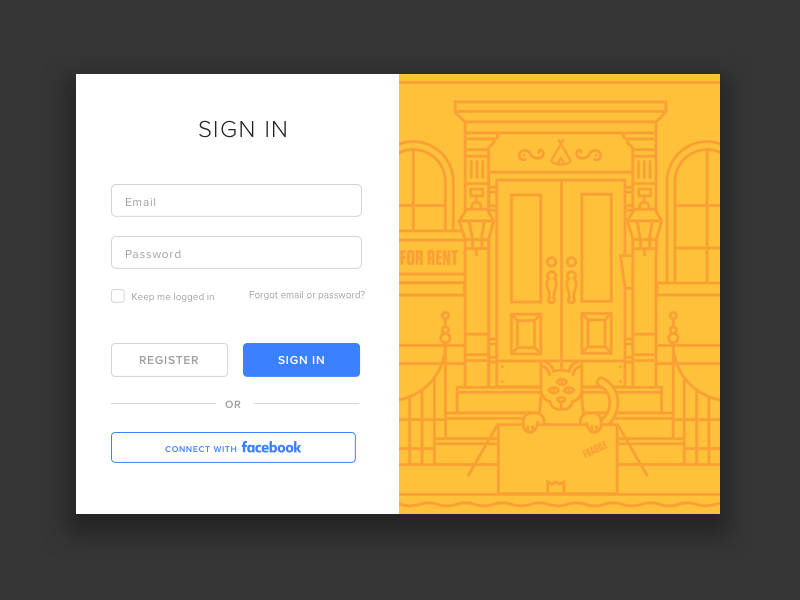 SIGN IN
Email
Password
Keep me logged in
Forgot email or password?
REGISTER
SIGN IN
OR
CONNECT WITH facebook
FOR RENT
FRAGILE